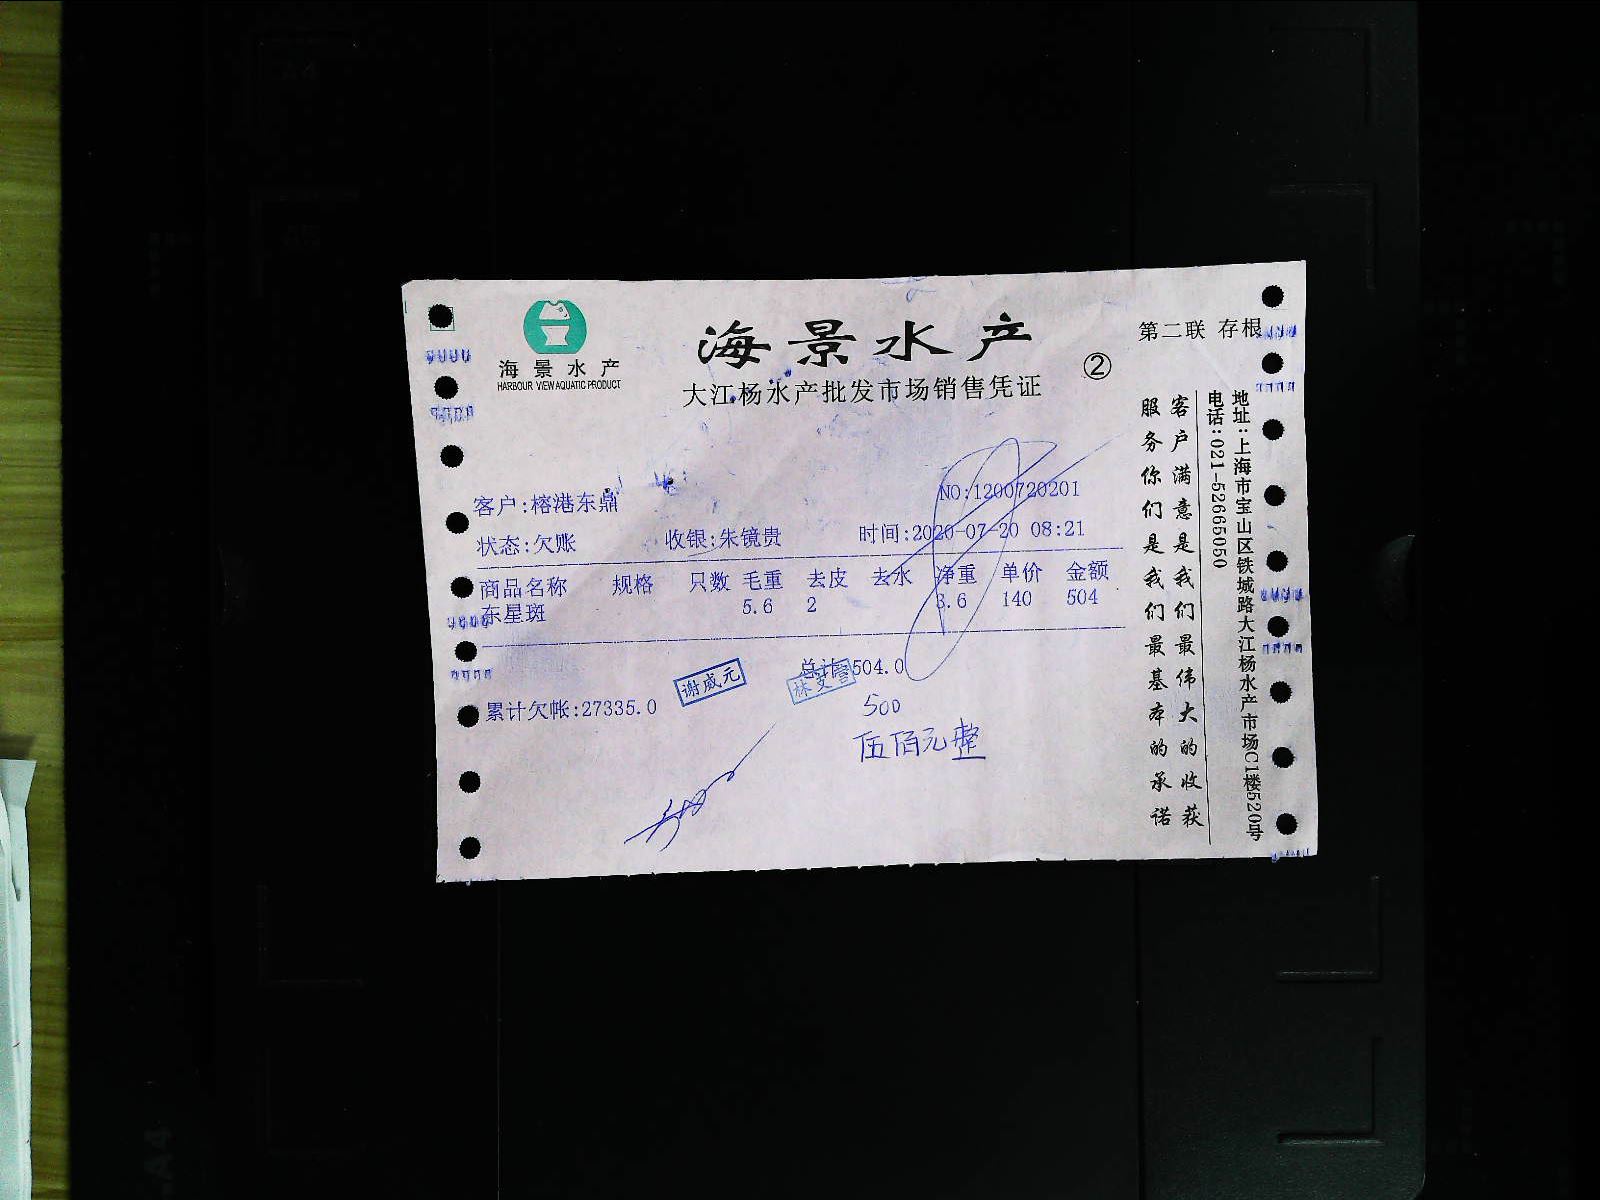 海景水产
HARBOUR VIEW AQUATIC PRODUCT
海景水产
大江杨水产批发市场销售凭证
②
第二联 存根
客户:榕港东鼎
NO:1200720201
状态:欠账 收银:朱镜贵 时间:2020-07-20 08:21
商品名称 规格 只数 毛重 去皮 去水 净重 单价 金额
东星斑 5.6 2 3.6 140 504
总计:504.0
谢威元
累计欠帐:27335.0
500
伍佰元整
客户满意是我们最伟大的收获
服务你们是我们最基本的承诺
地址:上海市宝山区铁城路大江杨水产市场C1楼520号
电话:021-52665050